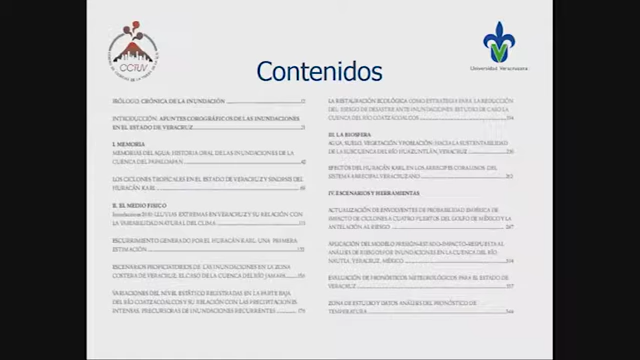 CCTUV
Universidad Veracruzana
Contenidos
PRÓLOGO: CRÓNICA DE LA INUNDACIÓN
INTRODUCCIÓN: APUNTES COROGRÁFICOS DE LAS INUNDACIONES
EN EL ESTADO DE VERACRUZ
I. MEMORIA
MEMORIAS DEL AGUA: HISTORIA ORAL DE LAS INUNDACIONES DE LA
CUENCA DEL PAPALOAPAN
LOS CICLONES TROPICALES EN EL ESTADO DE VERACRUZ Y SINOPSIS DEL
HURACÁN KARL
II. EL MEDIO FÍSICO
2010: LLUVIAS EXTREMAS EN VERACRUZ Y SU RELACIÓN CON
LA VARIABILIDAD NATURAL DEL CLIMA
ESCURRIMIENTO GENERADO POR EL HURACÁN KARL: UNA PRIMERA
ESTIMACIÓN
ESCENARIOS PROPICIATORIOS DE LAS INUNDACIONES EN LA ZONA
COSTERA DE VERACRUZ, EL CASO DE LA CUENCA DEL RÍO JAMAPA
VARIACIONES DEL NIVEL ESTÁTICO REGISTRADAS EN LA PARTE BAJA
DEL RÍO COATZACOALCOS Y SU RELACIÓN CON LAS PRECIPITACIONES
INTENSAS, PRECURSORAS DE INUNDACIONES RECURRENTES
LA RESTAURACIÓN ECOLÓGICA COMO ESTRATEGIA PARA LA REDUCCIÓN
DEL RIESGO DE DESASTRE ANTE INUNDACIONES: ESTUDIO DE CASO LA
CUENCA DEL RÍO COATZACOALCOS
III. LA BIOSFERA
AGUA, SUELO, VEGETACIÓN Y POBLACIÓN: HACIA LA SUSTENTABILIDAD
DE LA SUBCUENCA DEL RÍO HUAZUNTLÁN, VERACRUZ
EFECTOS DEL HURACÁN KARL EN LOS ARRECIFES CORALINOS DEL
SISTEMA ARRECIFAL VERACRUZANO
IV. ESCENARIOS Y HERRAMIENTAS
ACTUALIZACIÓN DE ENVOLVENTES DE PROBABILIDAD EMPÍRICA DE
IMPACTO DE CICLONES A CUATRO PUERTOS DEL GOLFO DE MÉXICO Y LA
ANTELACIÓN AL RIESGO
APLICACIÓN DEL MODELO PRESIÓN-ESTADO-IMPACTO-RESPUESTA AL
ANÁLISIS DE RIESGO POR INUNDACIONES EN LA CUENCA DEL RÍO
NAUTLA, VERACRUZ, MÉXICO
EVALUACIÓN DE PRONÓSTICOS METEOROLÓGICOS PARA EL ESTADO DE
VERACRUZ
ZONA DE ESTUDIO Y DATOS ANÁLISIS DEL PRONÓSTICO DE
TEMPERATURA